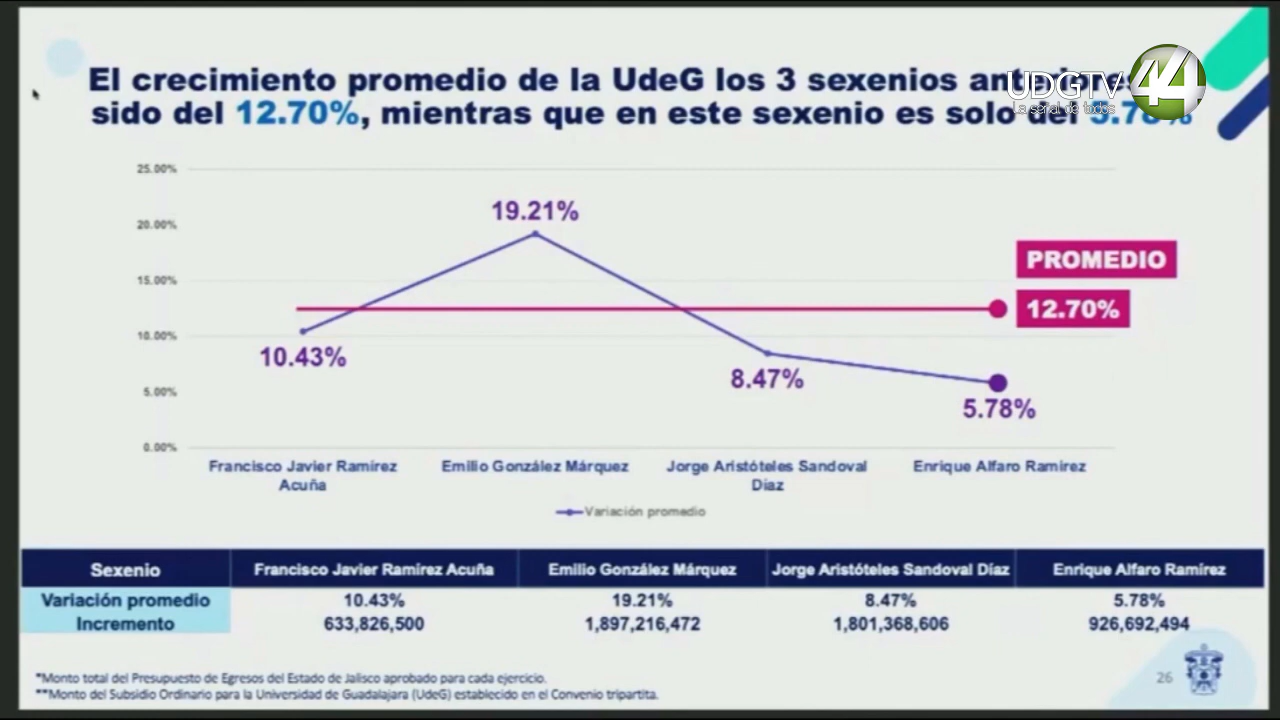 El crecimiento promedio de la UdeG los 3 sexenios
sido del 12.70%, mientras que en este sexenio es solo del 5.78%
UDGTV 44
La señal de todos
25.00%
20.00%
15.00%
10.00%
5.00%
0.00%
19.21%
10.43%
8.47%
5.78%
PROMEDIO
12.70%
Francisco Javier Ramírez Acuña
Emilio González Márquez
Jorge Aristóteles Sandoval Díaz
Enrique Alfaro Ramírez
Variación promedio
Sexenio Francisco Javier Ramírez Acuña Emilio González Márquez Jorge Aristóteles Sandoval Díaz Enrique Alfaro Ramírez
Variación promedio 10.43% 19.21% 8.47% 5.78%
Incremento 633,826,500 1,897,216,472 1,801,368,606 926,692,494
*Monto total del Presupuesto de Egresos del Estado de Jalisco aprobado para cada ejercicio.
**Monto del Subsidio Ordinario para la Universidad de Guadalajara (UdeG) establecido en el Convenio tripartita.
26